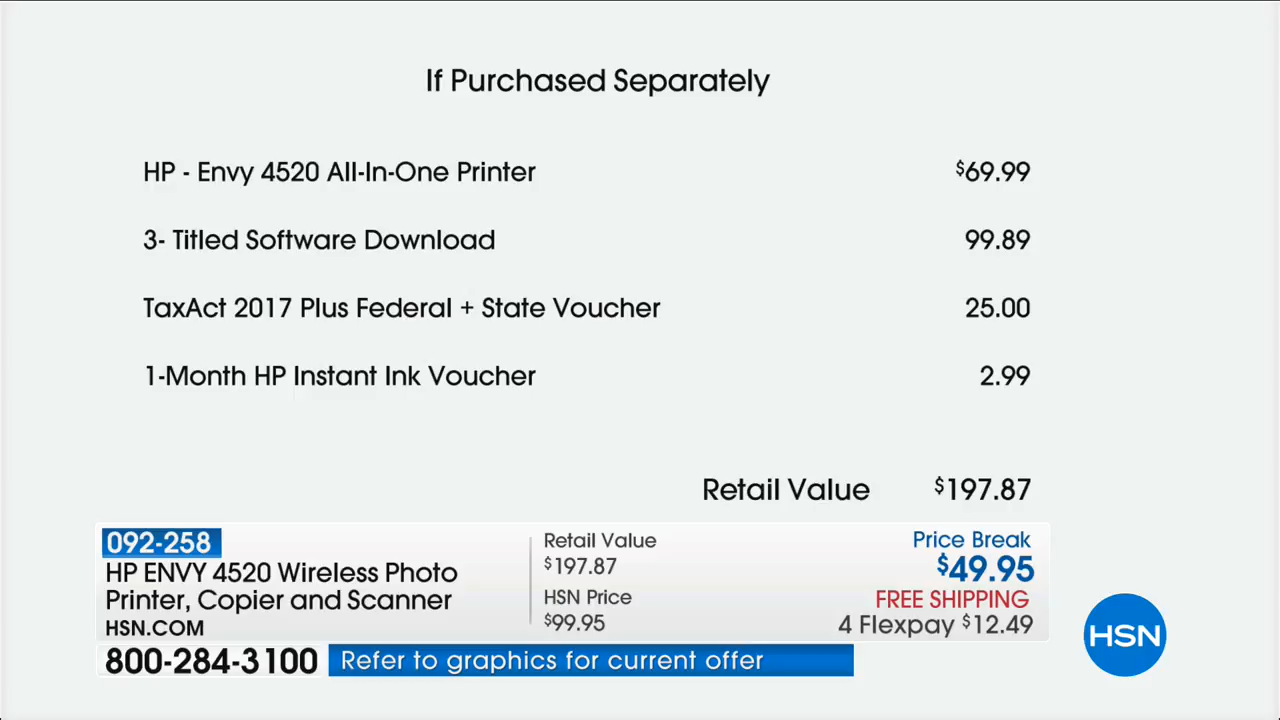 If Purchased Separately
HP - Envy 4520 All-In-One Printer $69.99
3- Titled Software Download 99.89
TaxAct 2017 Plus Federal + State Voucher 25.00
1-Month HP Instant Ink Voucher 2.99
Retail Value $197.87
092-258
HP ENVY 4520 Wireless Photo
Printer, Copier and Scanner
HSN.COM
Retail Value
$197.87
HSN Price
$99.95
Price Break
$49.95
FREE SHIPPING
4 Flexpay $12.49
HSN
800-284-3100 Refer to graphics for current offer